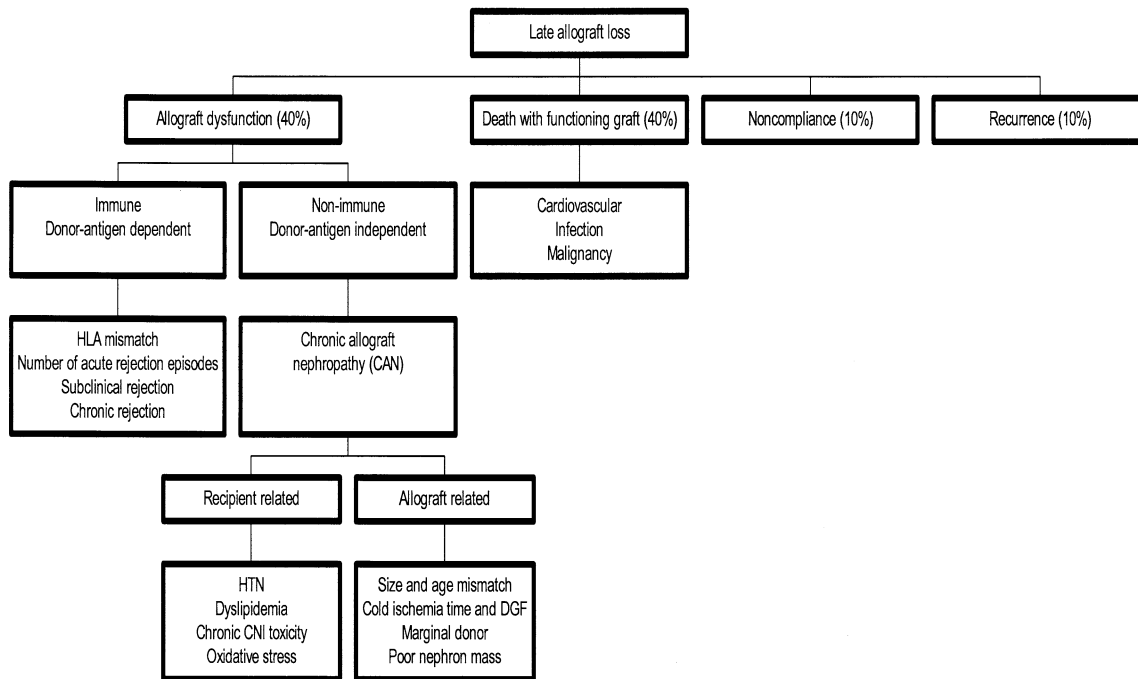 Late allograft loss
Allograft dysfunction (40%)
Death with functioning graft (40%)
Noncompliance (10%)
Recurrence (10%)
Immune
Donor-antigen dependent
Non-immune
Donor-antigen independent
Cardiovascular
Infection
Malignancy
HLA mismatch
Number of acute rejection episodes
Subclinical rejection
Chronic rejection
Chronic allograft
nephropathy (CAN)
Recipient related
Allograft related
HTN
Dyslipidemia
Chronic CNI toxicity
Oxidative stress
Size and age mismatch
Cold ischemia time and DGF
Marginal donor
Poor nephron mass